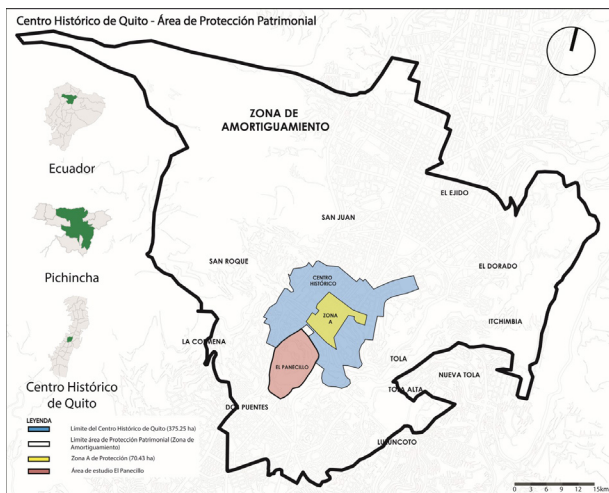 Centro Histórico de Quito - Área de Protección Patrimonial
ZONA DE
AMORTIGUAMIENTO
Ecuador
EL EJIDO
SAN JUAN
Pichincha
SAN ROQUE
EL DORADO
CENTRO
HISTÓRICO
ZONA
A
ITCHIMBIA
LA COLMENA
TOLA
EL PANECILLO
NUEVA TOLA
Centro Histórico
de Quito
TOLA ALTA
DOS PUENTES
LEYENDA
Limite del Centro Histórico de Quito (375.25 ha)
Limite área de Protección Patrimonial (Zona de
Amortiguamiento)
LULUNCOTO
Zona A de Protección (70.43 ha)
Área de estudio El Panecillo
0 3 6 9 12 15km